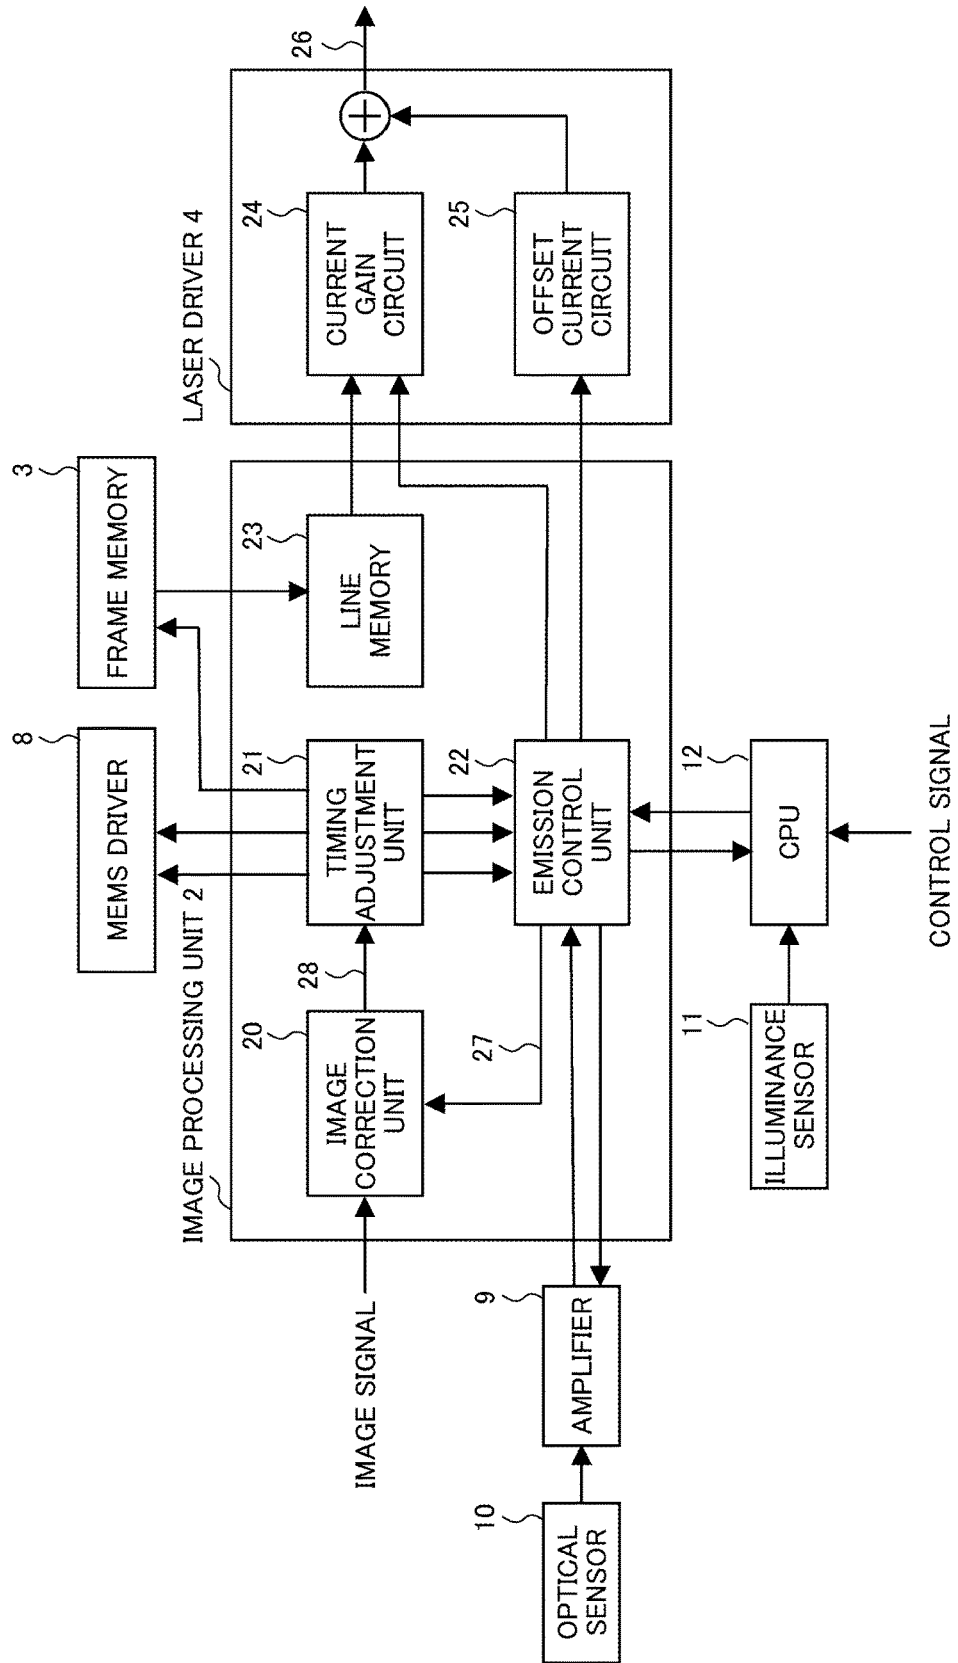 MEMS DRIVER
8
FRAME MEMORY
3
IMAGE PROCESSING UNIT 2
LASER DRIVER 4
IMAGE SIGNAL
20
IMAGE
CORRECTION
UNIT
28
21
TIMING
ADJUSTMENT
UNIT
23
LINE
MEMORY
24
CURRENT
GAIN
CIRCUIT
26
27
22
EMISSION
CONTROL
UNIT
25
OFFSET
CURRENT
CIRCUIT
10
OPTICAL
SENSOR
9
AMPLIFIER
11
ILLUMINANCE
SENSOR
12
CPU
CONTROL SIGNAL